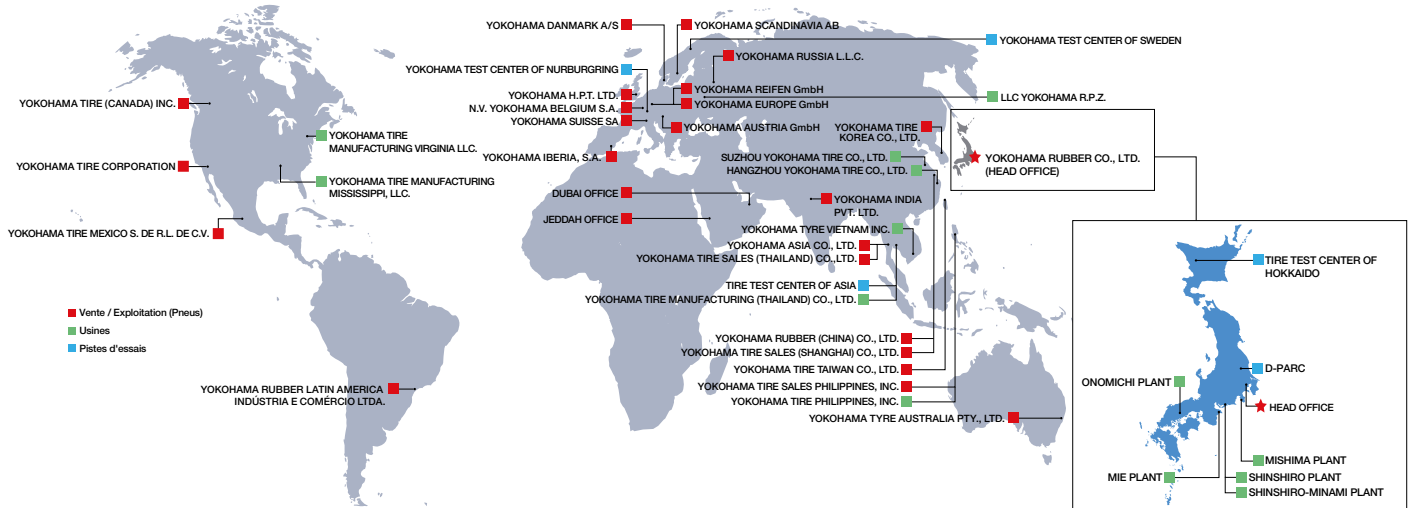 YOKOHAMA DANMARK A/S
YOKOHAMA SCANDINAVIA AB
YOKOHAMA TEST CENTER OF SWEDEN
YOKOHAMA RUSSIA L.L.C.
YOKOHAMA TEST CENTER OF NURBURGRING
YOKOHAMA H.P.T. LTD.
YOKOHAMA REIFEN GmbH
LLC YOKOHAMA R.P.Z.
YOKOHAMA TIRE (CANADA) INC.
N.V. YOKOHAMA BELGIUM S.A.
YOKOHAMA EUROPE GmbH
YOKOHAMA SUISSE SA
YOKOHAMA AUSTRIA GmbH
YOKOHAMA TIRE
KOREA CO., LTD.
YOKOHAMA TIRE
MANUFACTURING VIRGINIA LLC.
YOKOHAMA IBERIA, S.A.
SUZHOU YOKOHAMA TIRE CO., LTD.
HANGZHOU YOKOHAMA TIRE CO., LTD.
YOKOHAMA RUBBER CO., LTD.
(HEAD OFFICE)
YOKOHAMA TIRE CORPORATION
YOKOHAMA TIRE MANUFACTURING
MISSISSIPPI, LLC.
DUBAI OFFICE
YOKOHAMA INDIA
PVT. LTD.
JEDDAH OFFICE
YOKOHAMA TIRE MEXICO S. DE R.L. DE C.V.
YOKOHAMA TYRE VIETNAM INC.
YOKOHAMA ASIA CO., LTD.
YOKOHAMA TIRE SALES (THAILAND) CO.,LTD.
TIRE TEST CENTER OF ASIA
YOKOHAMA TIRE MANUFACTURING (THAILAND) CO., LTD.
TIRE TEST CENTER OF
HOKKAIDO
Vente / Exploitation (Pneus)
Usines
Pistes d'essais
YOKOHAMA RUBBER (CHINA) CO., LTD.
YOKOHAMA TIRE SALES (SHANGHAI) CO., LTD.
YOKOHAMA TIRE TAIWAN CO., LTD.
YOKOHAMA TIRE SALES PHILIPPINES, INC.
YOKOHAMA TIRE PHILIPPINES, INC.
YOKOHAMA RUBBER LATIN AMERICA
INDÚSTRIA E COMÉRCIO LTDA.
YOKOHAMA TYRE AUSTRALIA PTY., LTD.
D-PARC
ONOMICHI PLANT
HEAD OFFICE
MISHIMA PLANT
MIE PLANT
SHINSHIRO PLANT
SHINSHIRO-MINAMI PLANT